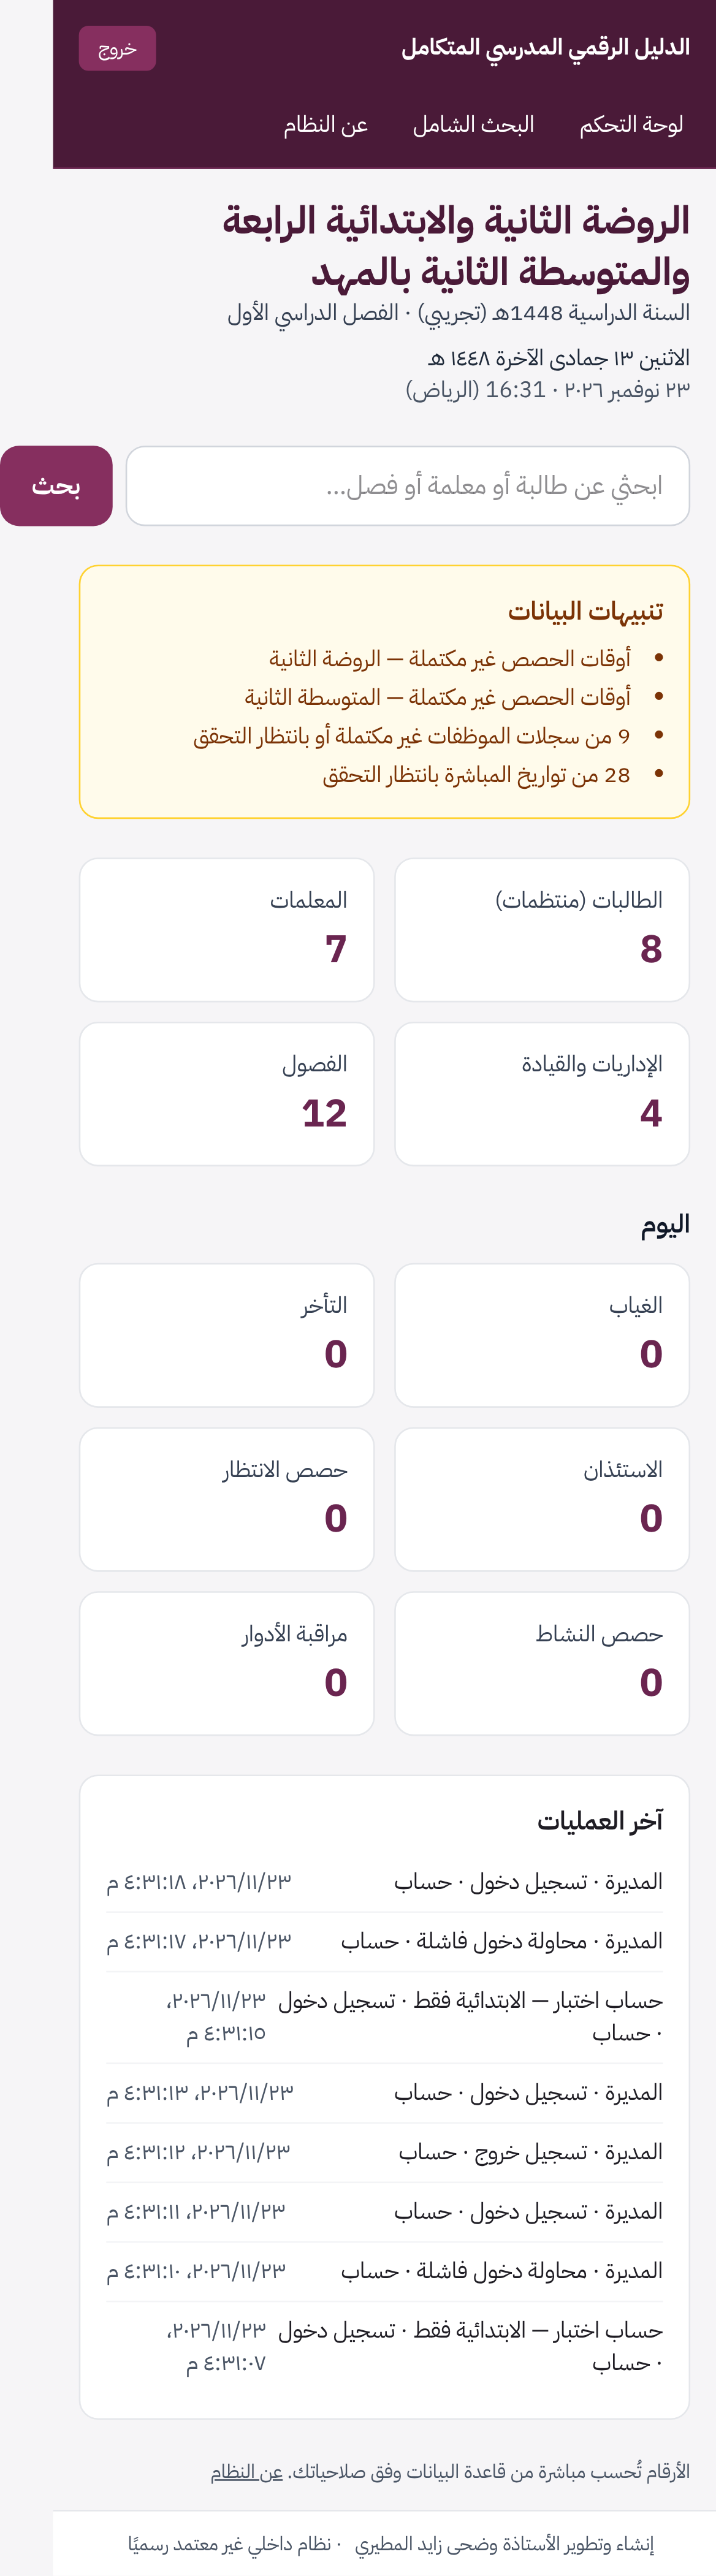 الدليل الرقمي المدرسي المتكامل
خروج
لوحة التحكم
البحث الشامل
عن النظام
الروضة الثانية والابتدائية الرابعة
والمتوسطة الثانية بالمهد
السنة الدراسية 1448هـ (تجريبي) · الفصل الدراسي الأول
الاثنين ١٣ جمادى الآخرة ١٤٤٨ هـ
٢٣ نوفمبر ٢٠٢٦ · 16:31 (الرياض)
ابحثي عن طالبة أو معلمة أو فصل...
بحث
تنبيهات البيانات
• أوقات الحصص غير مكتملة — الروضة الثانية
• أوقات الحصص غير مكتملة — المتوسطة الثانية
• 9 من سجلات الموظفات غير مكتملة أو بانتظار التحقق
• 28 من تواريخ المباشرة بانتظار التحقق
الطالبات (منتظمات)
8
المعلمات
7
الإداريات والقيادة
4
الفصول
12
اليوم
الغياب
0
التأخر
0
الاستئذان
0
حصص الانتظار
0
حصص النشاط
0
مراقبة الأدوار
0
آخر العمليات
المديرة · تسجيل دخول · حساب ٢٠٢٦/١١/٢٣، ٤:٣١:١٨ م
المديرة · محاولة دخول فاشلة · حساب ٢٠٢٦/١١/٢٣، ٤:٣١:١٧ م
حساب اختبار — الابتدائية فقط · تسجيل دخول
· حساب
٢٠٢٦/١١/٢٣،
٤:٣١:١٥ م
المديرة · تسجيل دخول · حساب ٢٠٢٦/١١/٢٣، ٤:٣١:١٣ م
المديرة · تسجيل خروج · حساب ٢٠٢٦/١١/٢٣، ٤:٣١:١٢ م
المديرة · تسجيل دخول · حساب ٢٠٢٦/١١/٢٣، ٤:٣١:١١ م
المديرة · محاولة دخول فاشلة · حساب ٢٠٢٦/١١/٢٣، ٤:٣١:١٠ م
حساب اختبار — الابتدائية فقط · تسجيل دخول
· حساب
٢٠٢٦/١١/٢٣،
٤:٣١:٠٧ م
الأرقام تُحسب مباشرة من قاعدة البيانات وفق صلاحياتك. عن النظام
إنشاء وتطوير الأستاذة وضحى زايد المطيري · نظام داخلي غير معتمد رسميًا